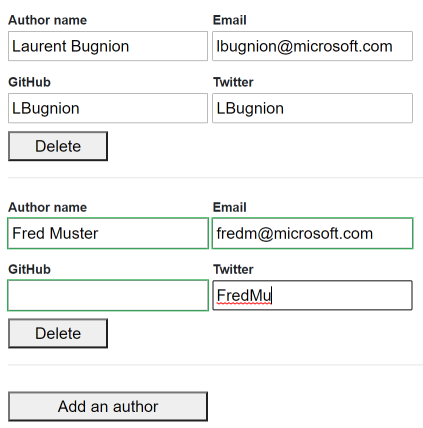 Author name Email
Laurent Bugnion lbugnion@microsoft.com
GitHub Twitter
LBugnion LBugnion
Delete
Author name Email
Fred Muster fredm@microsoft.com
GitHub Twitter
FredMu
Delete
Add an author